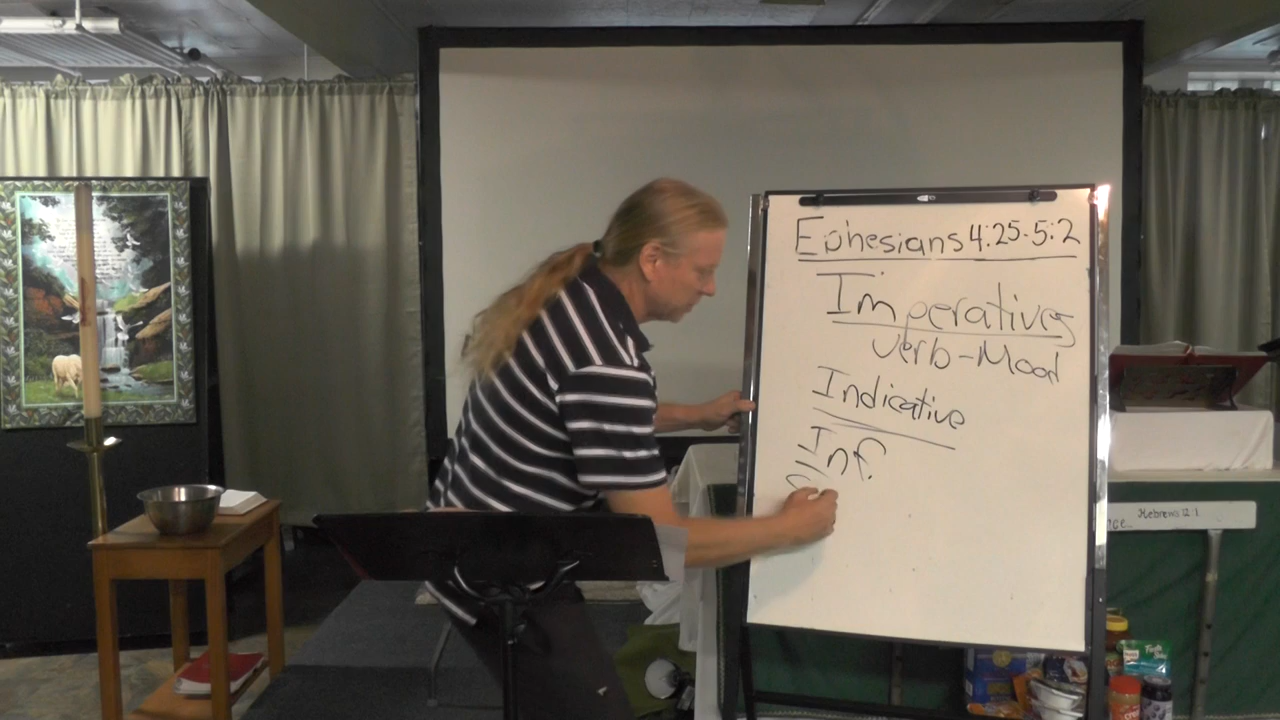 Ephesians 4:25-5:2
Imperatives
verb-Mood
Indicative
Inf.
Hebrews 12:1